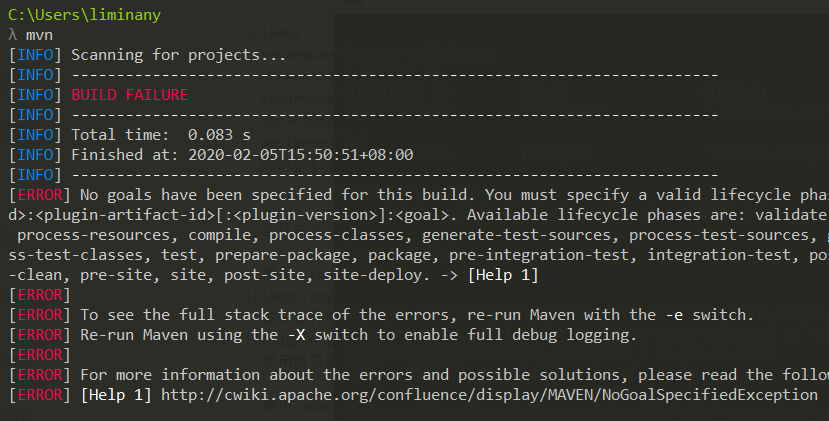 C:\Users\liminany
λ mvn
[INFO] Scanning for projects...
[INFO] ------------------------------------------------------------------------
[INFO] BUILD FAILURE
[INFO] ------------------------------------------------------------------------
[INFO] Total time:  0.083 s
[INFO] Finished at: 2020-02-05T15:50:51+08:00
[INFO] ------------------------------------------------------------------------
[ERROR] No goals have been specified for this build. You must specify a valid lifecycle pha
d>:<plugin-artifact-id>[:<plugin-version>]:<goal>. Available lifecycle phases are: validate
process-resources, compile, process-classes, generate-test-sources, process-test-sources, g
ss-test-classes, test, prepare-package, package, pre-integration-test, integration-test, po
-clean, pre-site, site, post-site, site-deploy. -> [Help 1]
[ERROR]
[ERROR] To see the full stack trace of the errors, re-run Maven with the -e switch.
[ERROR] Re-run Maven using the -X switch to enable full debug logging.
[ERROR]
[ERROR] For more information about the errors and possible solutions, please read the follow
[ERROR] [Help 1] http://cwiki.apache.org/confluence/display/MAVEN/NoGoalSpecifiedException